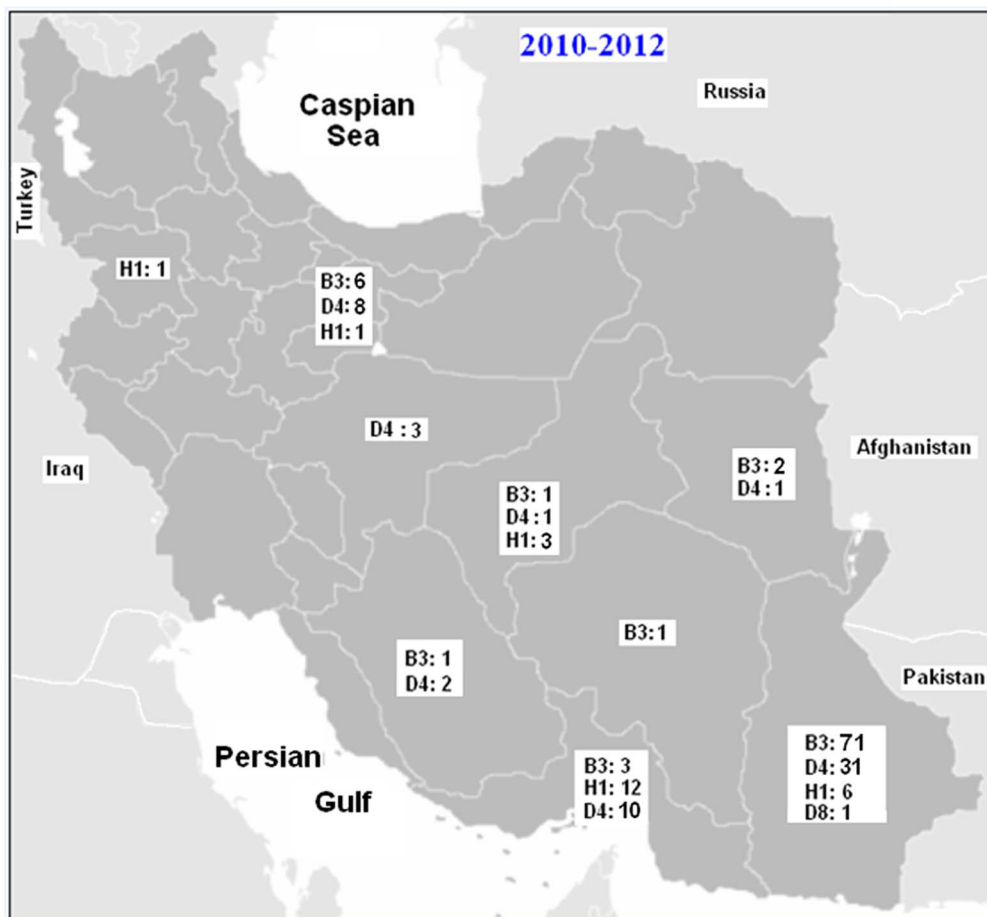 2010-2012
Caspian
Sea
Russia
Turkey
H1: 1
B3: 6
D4: 8
H1: 1
D4 : 3
Iraq
Afghanistan
B3: 2
D4: 1
B3: 1
D4: 1
H1: 3
B3: 1
B3: 1
D4: 2
Pakistan
Persian
Gulf
B3: 3
H1: 12
D4: 10
B3: 71
D4: 31
H1: 6
D8: 1